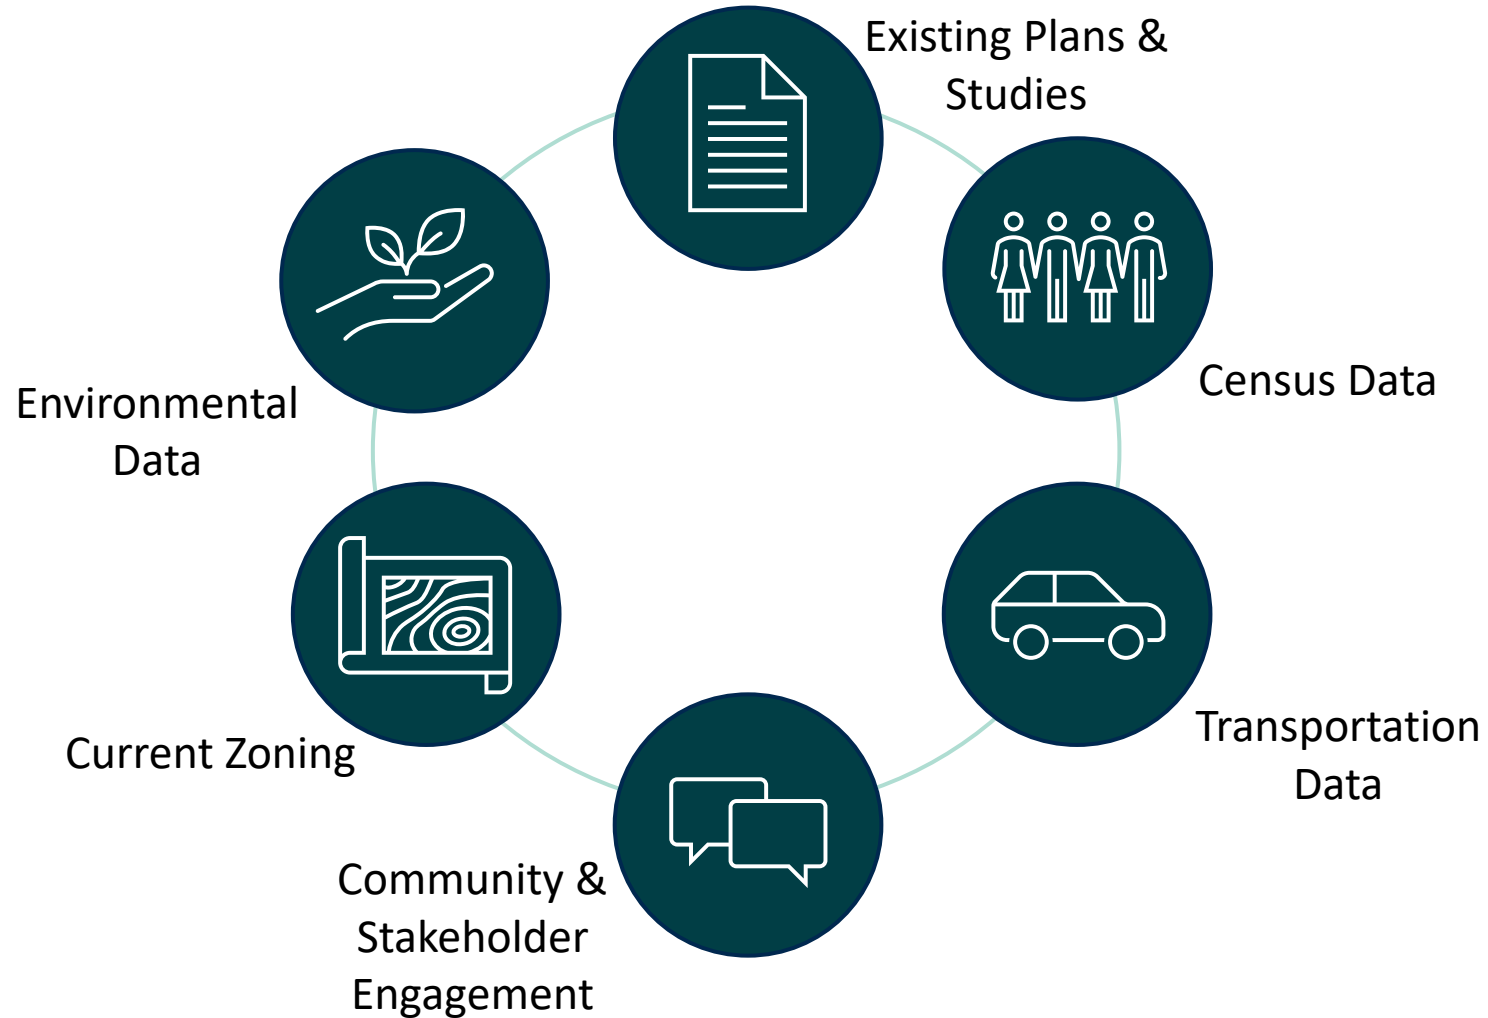 Existing Plans &
Studies
Census Data
Transportation
Data
Community &
Stakeholder
Engagement
Current Zoning
Environmental
Data